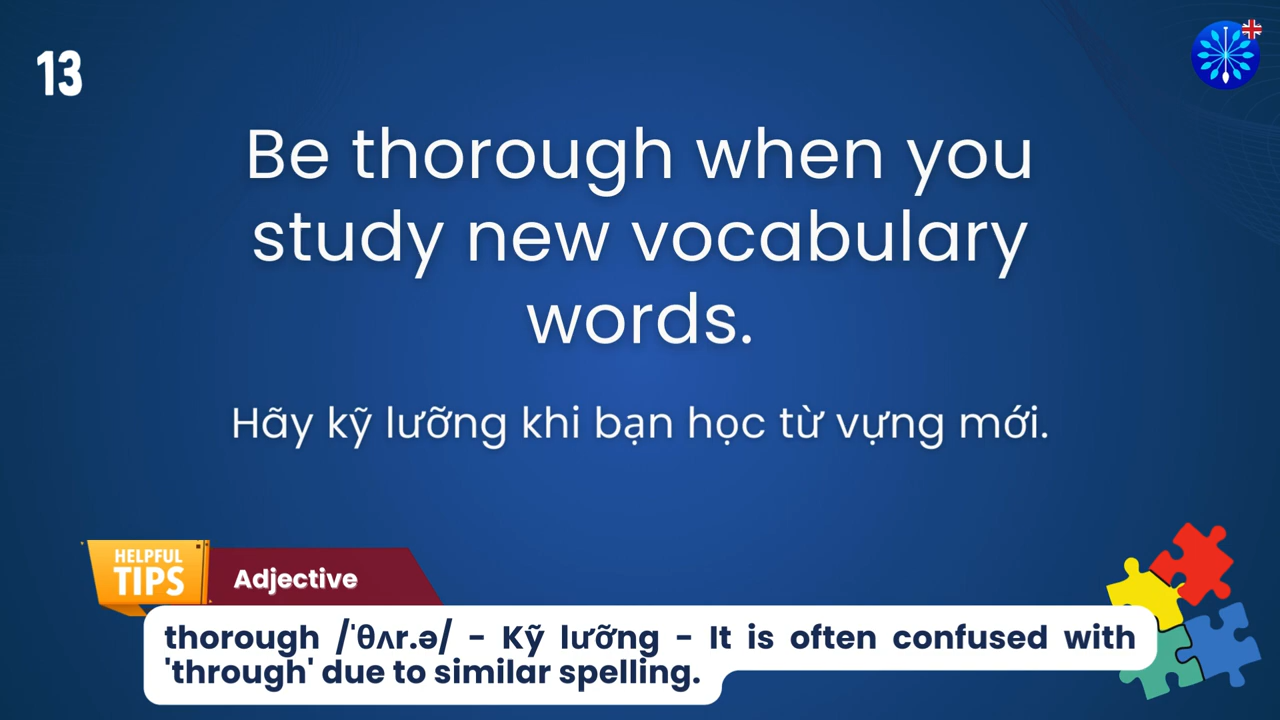 13
Be thorough when you
study new vocabulary
words.
Hãy kỹ lưỡng khi bạn học từ vựng mới.
HELPFUL
TIPS
Adjective
thorough /ˈθʌr.ə/ - Kỹ lưỡng - It is often confused with
'through' due to similar spelling.